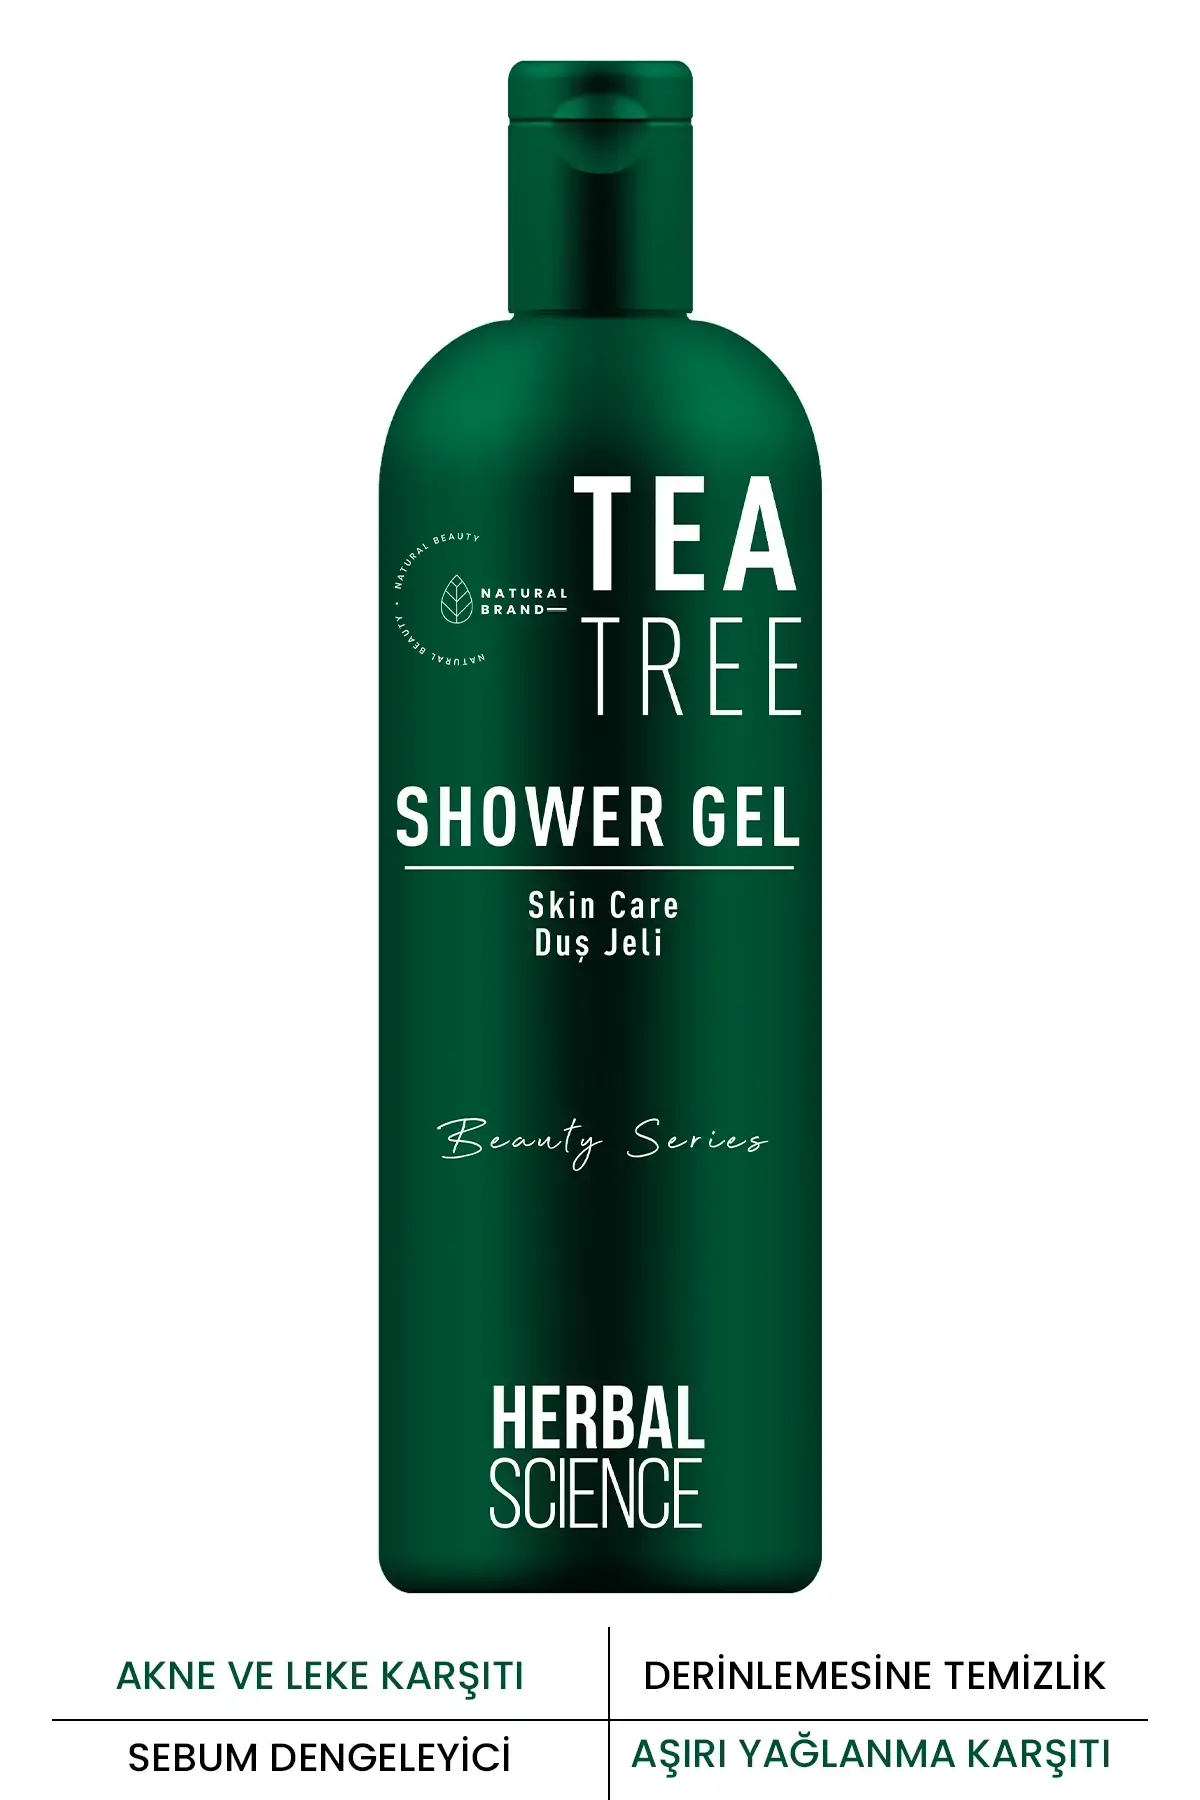 TEA
TREE
NATURAL BEAUTY • NATURAL BEAUTY
NATURAL
BRAND
SHOWER GEL
Skin Care
Duş Jeli
Beauty Series
HERBAL
SCIENCE
AKNE VE LEKE KARŞITI
DERİNLEMESİNE TEMİZLİK
SEBUM DENGELEYİCİ
AŞIRI YAĞLANMA KARŞITI